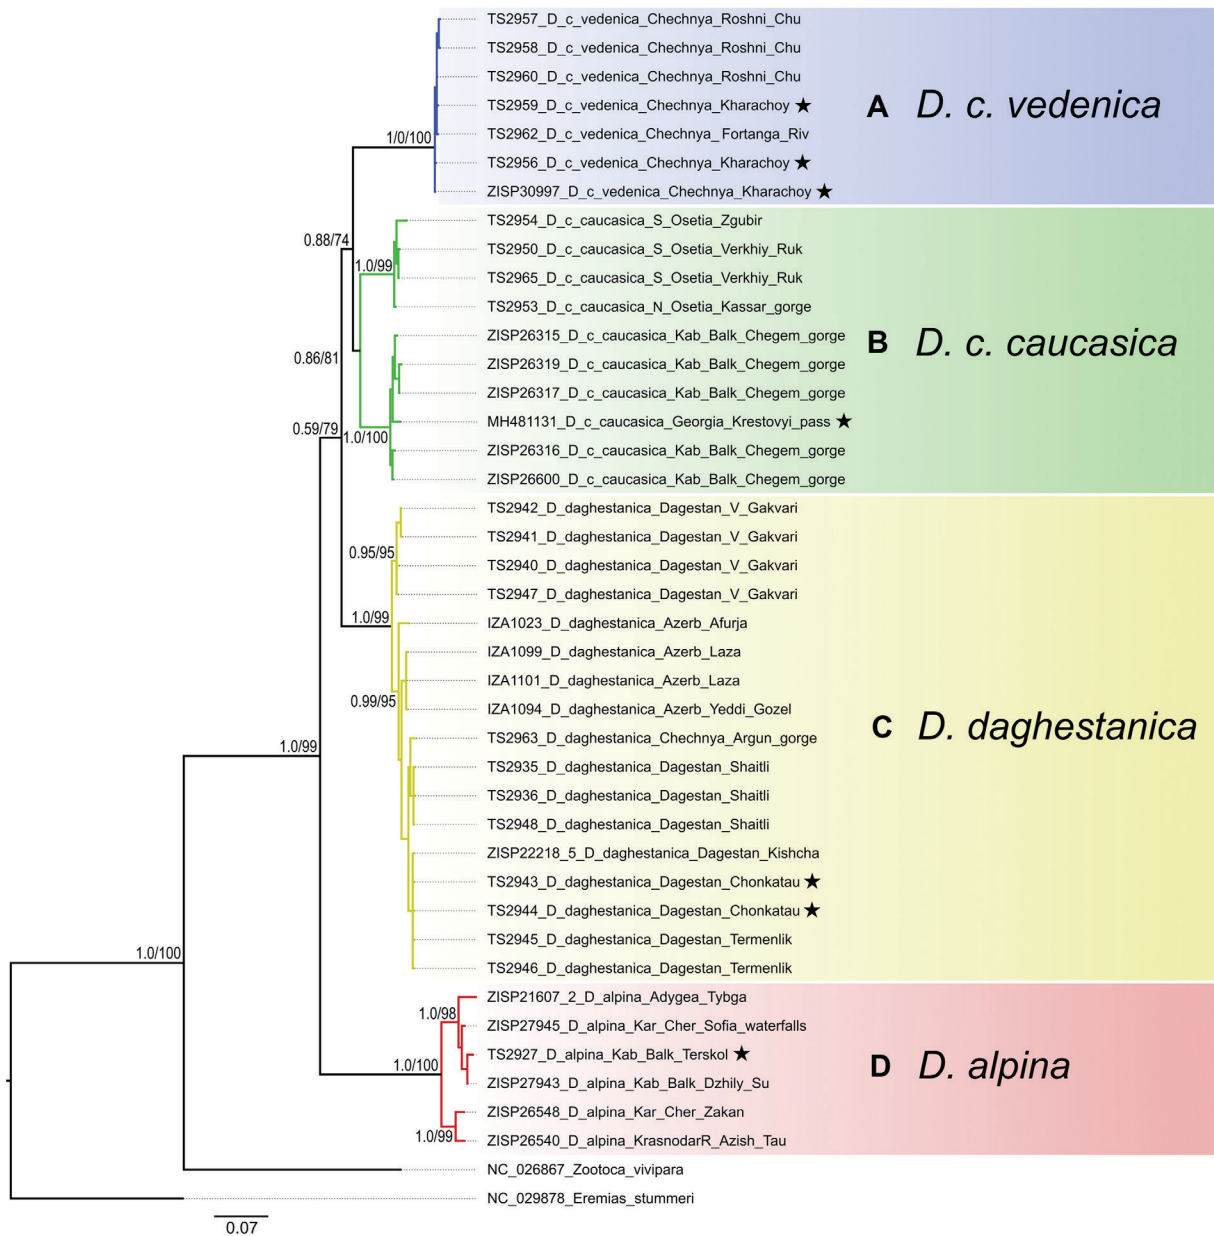 TS2957_D_c_vedenica_Chechnya_Roshni_Chu
TS2958_D_c_vedenica_Chechnya_Roshni_Chu
TS2960_D_c_vedenica_Chechnya_Roshni_Chu
TS2959_D_c_vedenica_Chechnya_Kharachoy ★
A D. c. vedenica
TS2962_D_c_vedenica_Chechnya_Fortanga_Riv
1/0/100
TS2956_D_c_vedenica_Chechnya_Kharachoy ★
ZISP30997_D_c_vedenica_Chechnya_Kharachoy ★
TS2954_D_c_caucasica_S_Osetia_Zgubir
0.88/74
TS2950_D_c_caucasica_S_Osetia_Verkhiy_Ruk
1.0/99
TS2965_D_c_caucasica_S_Osetia_Verkhiy_Ruk
TS2953_D_c_caucasica_N_Osetia_Kassar_gorge
ZISP26315_D_c_caucasica_Kab_Balk_Chegem_gorge
B D. c. caucasica
0.86/81
ZISP26319_D_c_caucasica_Kab_Balk_Chegem_gorge
ZISP26317_D_c_caucasica_Kab_Balk_Chegem_gorge
MH481131_D_c_caucasica_Georgia_Krestovyi_pass ★
0.59/79
1.0/100
ZISP26316_D_c_caucasica_Kab_Balk_Chegem_gorge
ZISP26600_D_c_caucasica_Kab_Balk_Chegem_gorge
TS2942_D_daghestanica_Dagestan_V_Gakvari
TS2941_D_daghestanica_Dagestan_V_Gakvari
0.95/95
TS2940_D_daghestanica_Dagestan_V_Gakvari
TS2947_D_daghestanica_Dagestan_V_Gakvari
1.0/99
IZA1023_D_daghestanica_Azerb_Afurja
IZA1099_D_daghestanica_Azerb_Laza
IZA1101_D_daghestanica_Azerb_Laza
0.99/95
IZA1094_D_daghestanica_Azerb_Yeddi_Gozel
C D. daghestanica
TS2963_D_daghestanica_Chechnya_Argun_gorge
1.0/99
TS2935_D_daghestanica_Dagestan_Shaitli
TS2936_D_daghestanica_Dagestan_Shaitli
TS2948_D_daghestanica_Dagestan_Shaitli
ZISP22218_5_D_daghestanica_Dagestan_Kishcha
TS2943_D_daghestanica_Dagestan_Chonkatau ★
TS2944_D_daghestanica_Dagestan_Chonkatau ★
TS2945_D_daghestanica_Dagestan_Termenlik
1.0/100
TS2946_D_daghestanica_Dagestan_Termenlik
ZISP21607_2_D_alpina_Adygea_Tybga
1.0/98
ZISP27945_D_alpina_Kar_Cher_Sofia_waterfalls
TS2927_D_alpina_Kab_Balk_Terskol ★
1.0/100
D D. alpina
ZISP27943_D_alpina_Kab_Balk_Dzhily_Su
ZISP26548_D_alpina_Kar_Cher_Zakan
1.0/99
ZISP26540_D_alpina_KrasnodarR_Azish_Tau
NC_026867_Zootoca_vivipara
NC_029878_Eremias_stummeri
0.07